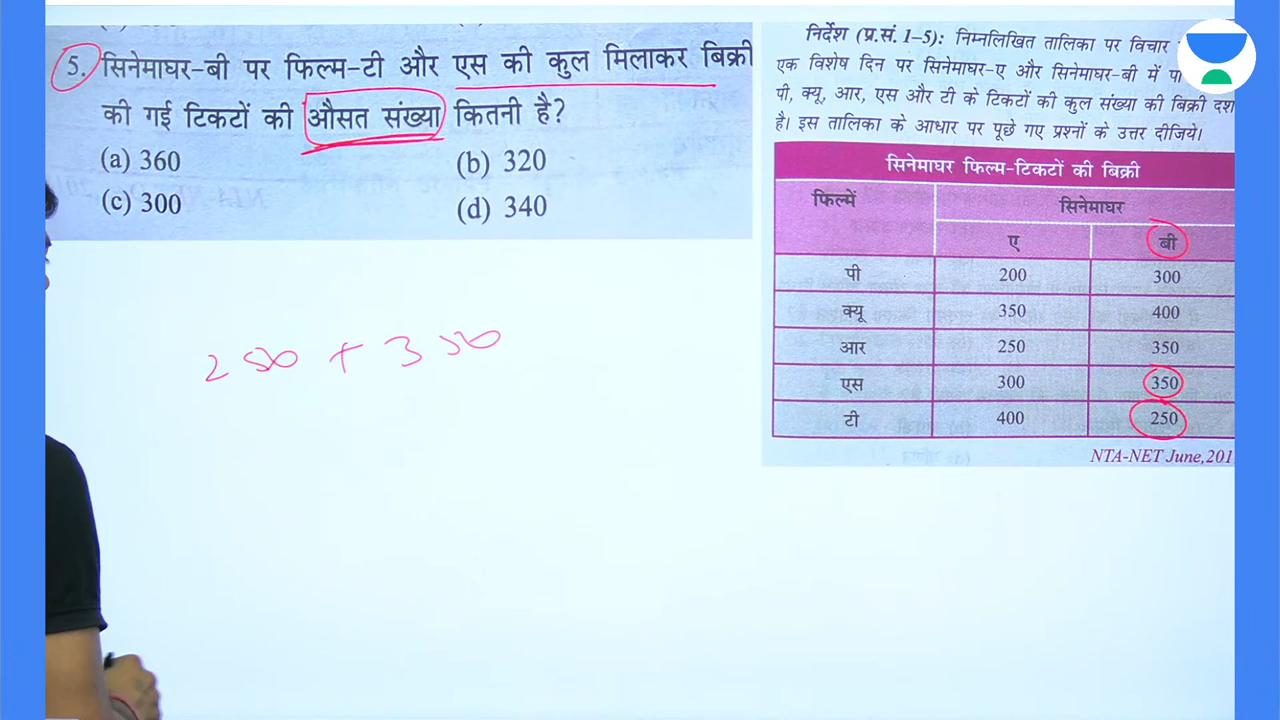 5. सिनेमाघर-बी पर फिल्म-टी और एस की कुल मिलाकर बिक्री
की गई टिकटों की औसत संख्या कितनी है?
(a) 360 (b) 320
(c) 300 (d) 340
250 + 350
निर्देश (प्र.सं. 1-5): निम्नलिखित तालिका पर विचार
एक विशेष दिन पर सिनेमाघर-ए और सिनेमाघर-बी में
पी, क्यू, आर, एस और टी के टिकटों की कुल संख्या की बिक्री
है। इस तालिका के आधार पर पूछे गए प्रश्नों के उत्तर दीजिये।
सिनेमाघर फिल्म-टिकटों की बिक्री
फिल्में सिनेमाघर
ए बी
पी 200 300
क्यू 350 400
आर 250 350
एस 300 350
टी 400 250
NTA-NET June,201